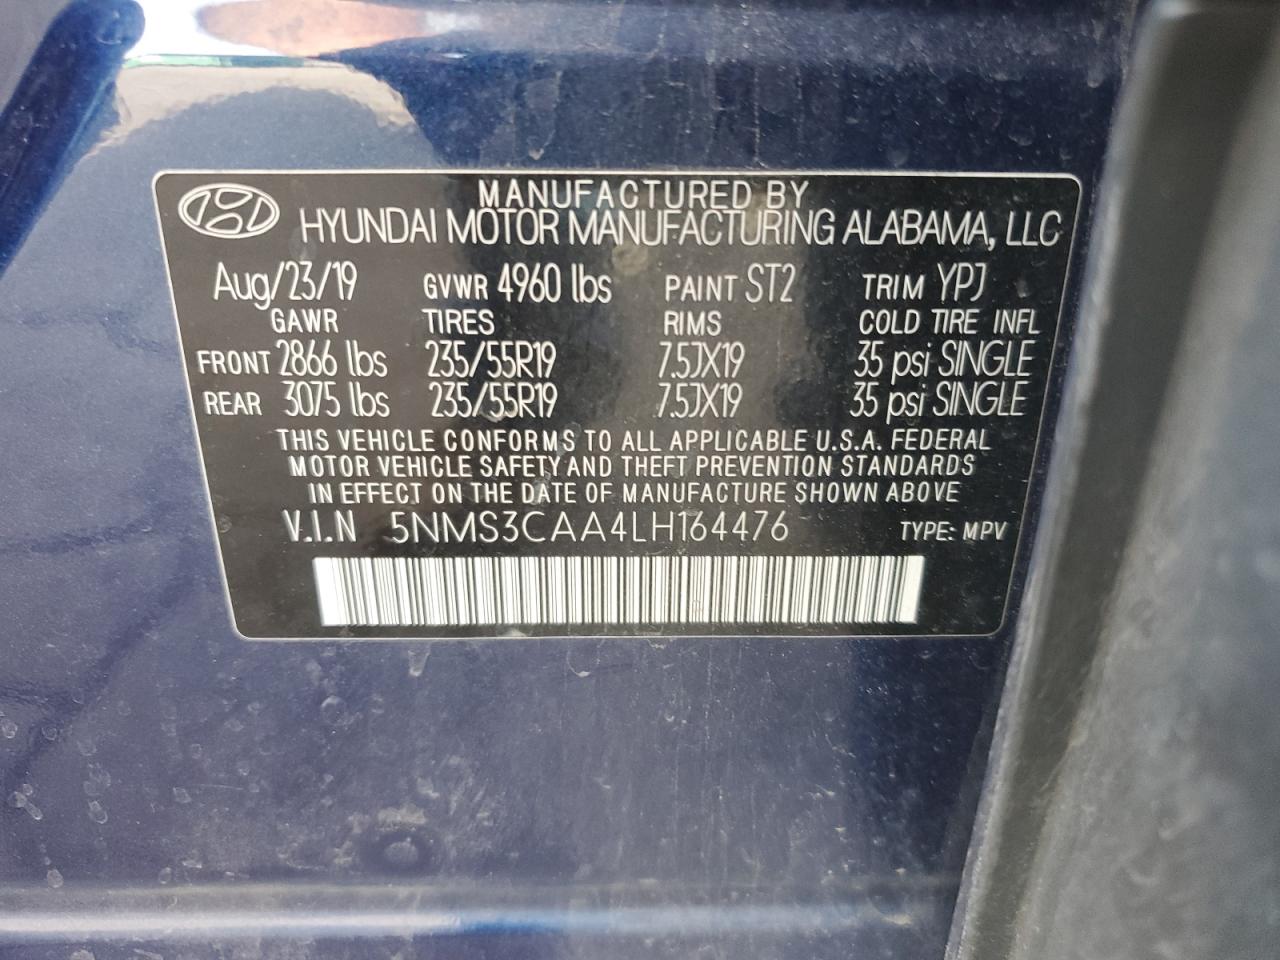 MANUFACTURED BY
HYUNDAI MOTOR MANUFACTURING ALABAMA, LLC
Aug/23/19 GVWR 4960 lbs PAINT ST2 TRIM YPJ
GAWR TIRES RIMS COLD TIRE INFL
FRONT 2866 lbs 235/55R19 7.5JX19 35 psi SINGLE
REAR 3075 lbs 235/55R19 7.5JX19 35 psi SINGLE
THIS VEHICLE CONFORMS TO ALL APPLICABLE U.S.A. FEDERAL
MOTOR VEHICLE SAFETY AND THEFT PREVENTION STANDARDS
IN EFFECT ON THE DATE OF MANUFACTURE SHOWN ABOVE
V.I.N 5NMS3CAA4LH164476 TYPE: MPV